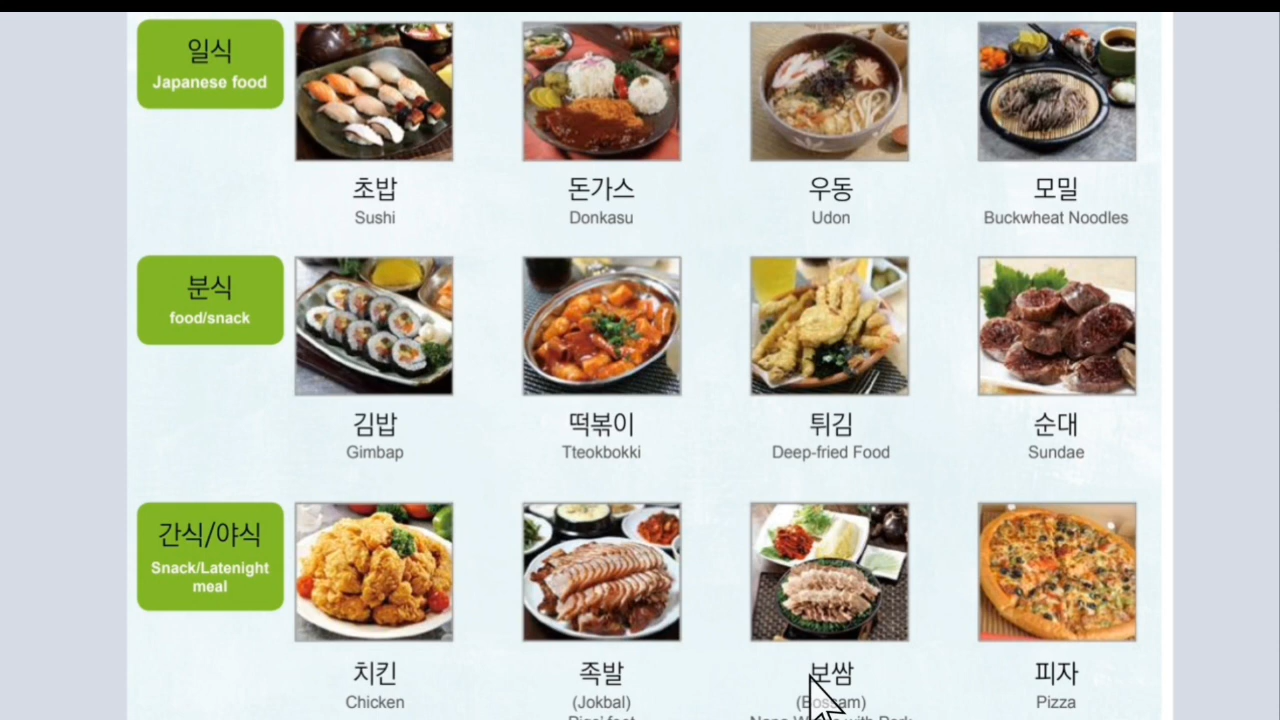 일식
Japanese food
초밥 돈가스 우동 모밀
Sushi Donkasu Udon Buckwheat Noodles
분식
food/snack
김밥 떡볶이 튀김 순대
Gimbap Tteokbokki Deep-fried Food Sundae
간식/야식
Snack/Latenight
meal
치킨 족발 보쌈 피자
Chicken (Jokbal) (Bossam) Pizza